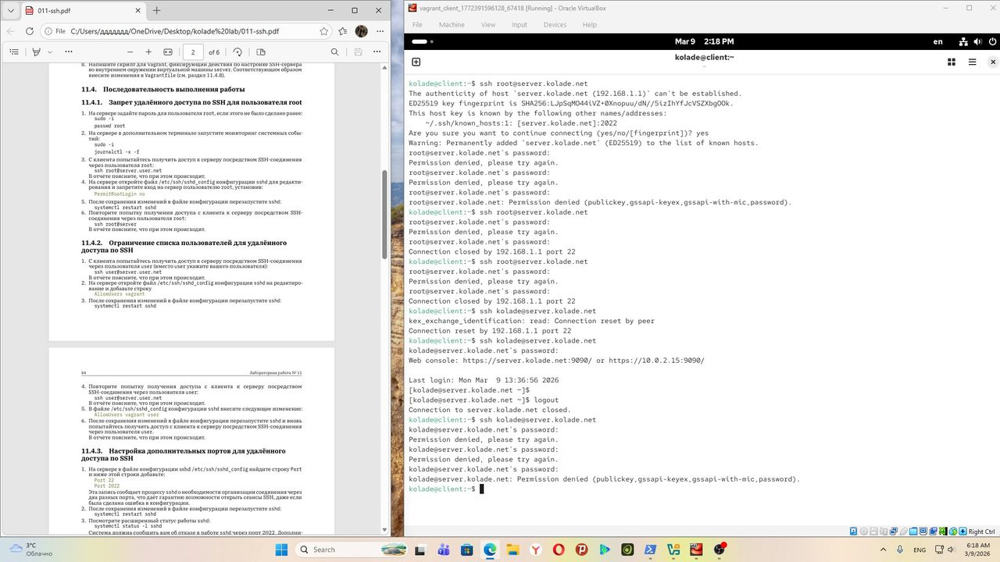 011-ssh.pdf
File C:/Users/ддддддд/OneDrive/Desktop/kolade%20lab/011-ssh.pdf
2 of 6
8. Напишите скрипт для Vagrant, фиксирующий действия по настройке SSH-сервера
во внутреннем окружении виртуальной машины server. Соответствующим образом
внесите изменения в Vagrantfile (см. раздел 11.4.8).
11.4. Последовательность выполнения работы
11.4.1. Запрет удалённого доступа по SSH для пользователя root
1. На сервере задайте пароль для пользователя root, если этого не было сделано ранее:
sudo -i
passwd root
2. На сервере в дополнительном терминале запустите мониторинг системных собы-
тий:
sudo -i
journalctl -x -f
3. С клиента попытайтесь получить доступ к серверу посредством SSH-соединения
через пользователя root:
ssh root@server.user.net
В отчёте поясните, что при этом происходит.
4. На сервере откройте файл /etc/ssh/sshd_config конфигурации sshd для редакти-
рования и запретите вход на сервер пользователю root, установив:
PermitRootLogin no
5. После сохранения изменений в файле конфигурации перезапустите sshd:
systemctl restart sshd
6. Повторите попытку получения доступа с клиента к серверу посредством SSH-
соединения через пользователя root:
ssh root@server
В отчёте поясните, что при этом происходит.
11.4.2. Ограничение списка пользователей для удалённого
доступа по SSH
1. С клиента попытайтесь получить доступ к серверу посредством SSH-соединения
через пользователя user (вместо user укажите вашего пользователя):
ssh user@server.user.net
В отчёте поясните, что при этом происходит.
2. На сервере откройте файл /etc/ssh/sshd_config конфигурации sshd на редактиро-
вание и добавьте строку
AllowUsers vagrant
3. После сохранения изменений в файле конфигурации перезапустите sshd:
systemctl restart sshd
84 Лабораторная работа № 11
4. Повторите попытку получения доступа с клиента к серверу посредством
SSH-соединения через пользователя user:
ssh user@server.user.net
В отчёте поясните, что при этом происходит.
5. В файле /etc/ssh/sshd_config конфигурации sshd внесите следующее изменение:
AllowUsers vagrant user
6. После сохранения изменений в файле конфигурации перезапустите sshd и вновь
попытайтесь получить доступ с клиента к серверу посредством SSH-соединения
через пользователя user.
В отчёте поясните, что при этом происходит.
11.4.3. Настройка дополнительных портов для удалённого
доступа по SSH
1. На сервере в файле конфигурации sshd /etc/ssh/sshd_config найдите строку Port
и ниже этой строки добавьте:
Port 22
Port 2022
Эта запись сообщает процессу sshd о необходимости организации соединения через
два разных порта, что даёт гарантию возможности открыть сеансы SSH, даже если
была сделана ошибка в конфигурации.
2. После сохранения изменений в файле конфигурации перезапустите sshd:
systemctl restart sshd
3. Посмотрите расширенный статус работы sshd:
systemctl status -l sshd
Система должна сообщить вам об отказе в работе sshd через порт 2022. Дополни-
vagrant_client_1772391596128_67418 [Running] - Oracle VirtualBox
File Machine View Input Devices Help
Mar 9 2:18 PM
en
kolade@client:~
kolade@client:~$ ssh root@server.kolade.net
The authenticity of host 'server.kolade.net (192.168.1.1)' can't be established.
ED25519 key fingerprint is SHA256:LJpSqMO44iVZ+0Xnopuu/dN//5izIhYfJcVSZXbgOOk.
This host key is known by the following other names/addresses:
~/.ssh/known_hosts:1: [server.kolade.net]:2022
Are you sure you want to continue connecting (yes/no/[fingerprint])? yes
Warning: Permanently added 'server.kolade.net' (ED25519) to the list of known hosts.
root@server.kolade.net's password:
Permission denied, please try again.
root@server.kolade.net's password:
Permission denied, please try again.
root@server.kolade.net's password:
root@server.kolade.net: Permission denied (publickey,gssapi-keyex,gssapi-with-mic,password).
kolade@client:~$ ssh root@server.kolade.net
root@server.kolade.net's password:
Permission denied, please try again.
root@server.kolade.net's password:
Connection closed by 192.168.1.1 port 22
kolade@client:~$ ssh root@server.kolade.net
root@server.kolade.net's password:
Permission denied, please try again.
root@server.kolade.net's password:
Connection closed by 192.168.1.1 port 22
kolade@client:~$ ssh kolade@server.kolade.net
kex_exchange_identification: read: Connection reset by peer
Connection reset by 192.168.1.1 port 22
kolade@client:~$ ssh kolade@server.kolade.net
kolade@server.kolade.net's password:
Web console: https://server.kolade.net:9090/ or https://10.0.2.15:9090/
Last login: Mon Mar  9 13:36:56 2026
[kolade@server.kolade.net ~]$
[kolade@server.kolade.net ~]$ logout
Connection to server.kolade.net closed.
kolade@client:~$ ssh kolade@server.kolade.net
kolade@server.kolade.net's password:
Permission denied, please try again.
kolade@server.kolade.net's password:
Permission denied, please try again.
kolade@server.kolade.net's password:
kolade@server.kolade.net: Permission denied (publickey,gssapi-keyex,gssapi-with-mic,password).
kolade@client:~$
Right Ctrl
3°C
Облачно
Search
ENG
6:18 AM
3/9/2026